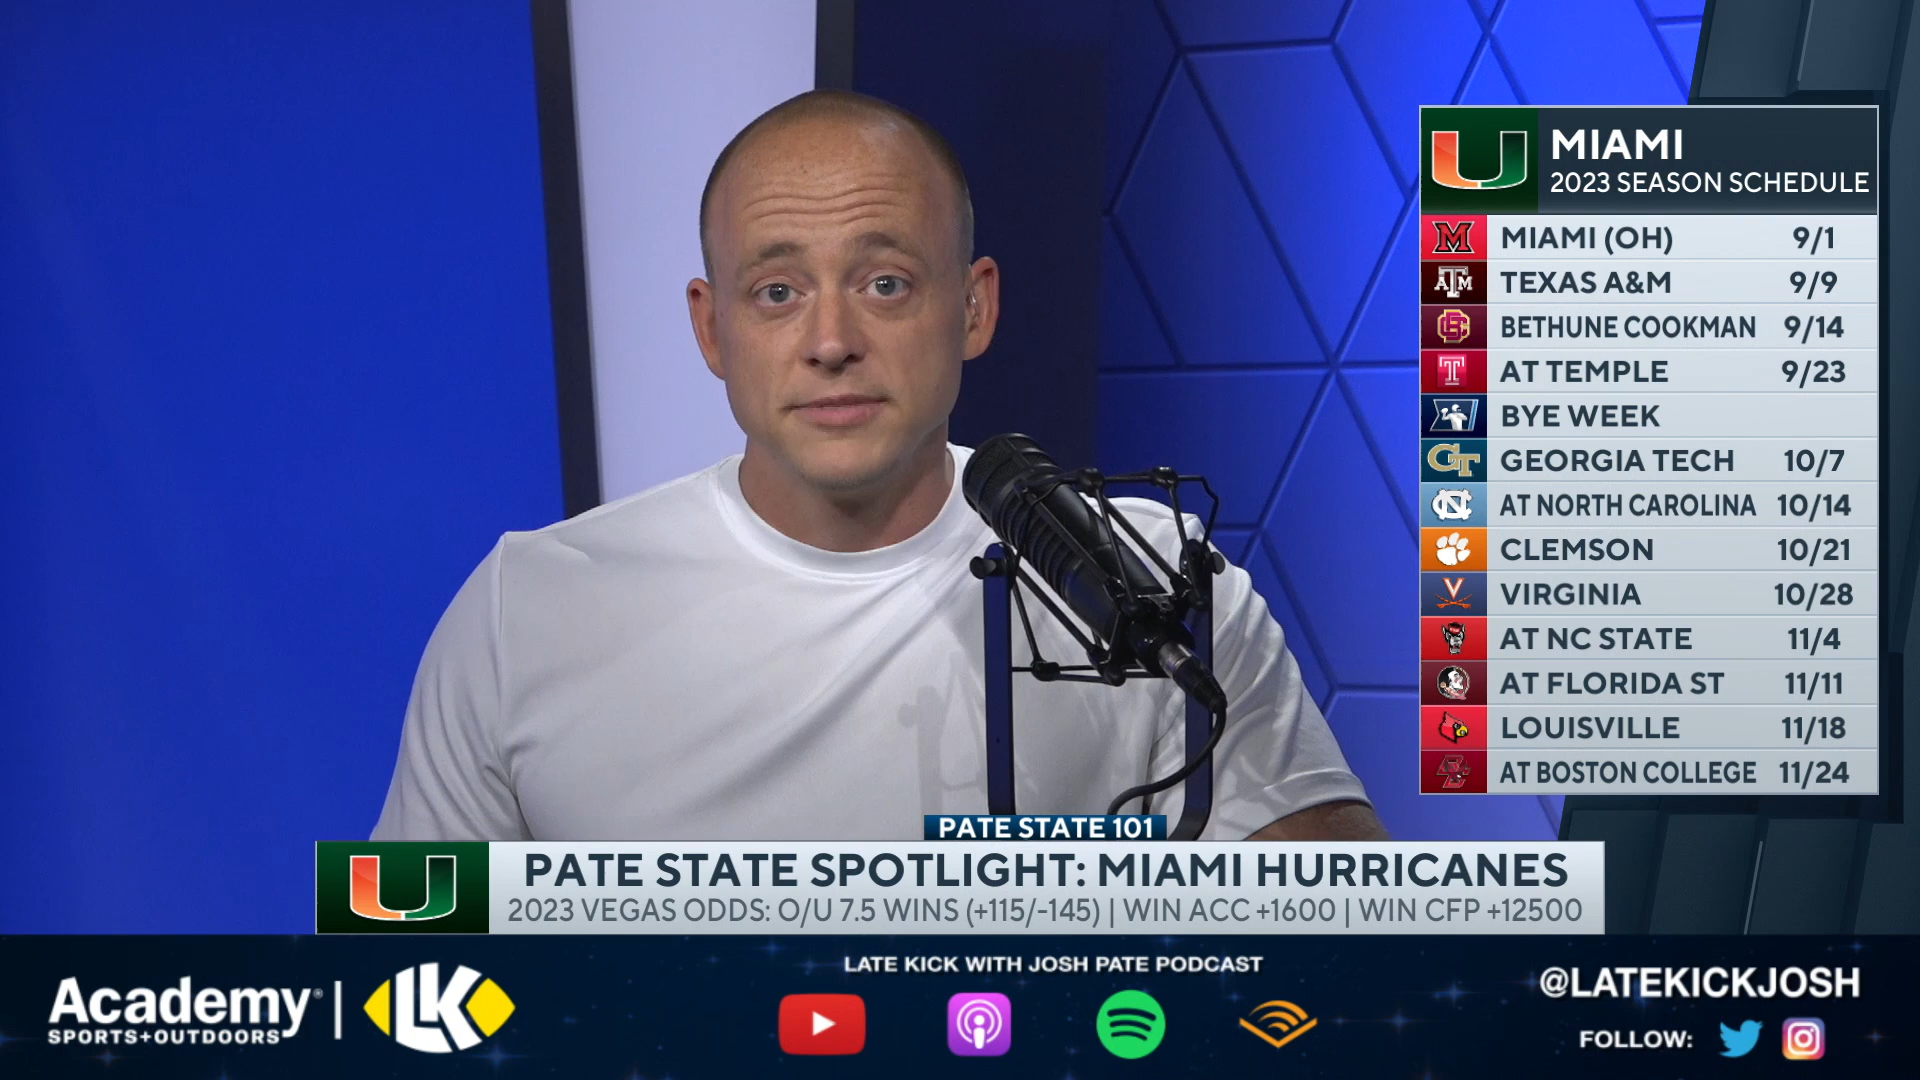 MIAMI
2023 SEASON SCHEDULE
MIAMI (OH) 9/1
TEXAS A&M 9/9
BETHUNE COOKMAN 9/14
AT TEMPLE 9/23
BYE WEEK
GEORGIA TECH 10/7
AT NORTH CAROLINA 10/14
CLEMSON 10/21
VIRGINIA 10/28
AT NC STATE 11/4
AT FLORIDA ST 11/11
LOUISVILLE 11/18
AT BOSTON COLLEGE 11/24
PATE STATE 101
PATE STATE SPOTLIGHT: MIAMI HURRICANES
2023 VEGAS ODDS: O/U 7.5 WINS (+115/-145) | WIN ACC +1600 | WIN CFP +12500
Academy
SPORTS+OUTDOORS
LK
LATE KICK WITH JOSH PATE PODCAST
@LATEKICKJOSH
FOLLOW: